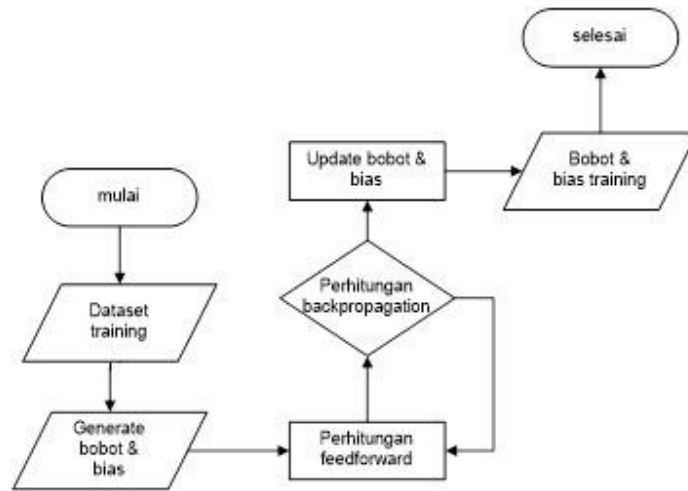 mulai
Dataset
training
Generate
bobot &
bias
Perhitungan
feedforward
Perhitungan
backpropagation
Update bobot &
bias
Bobot &
bias training
selesai